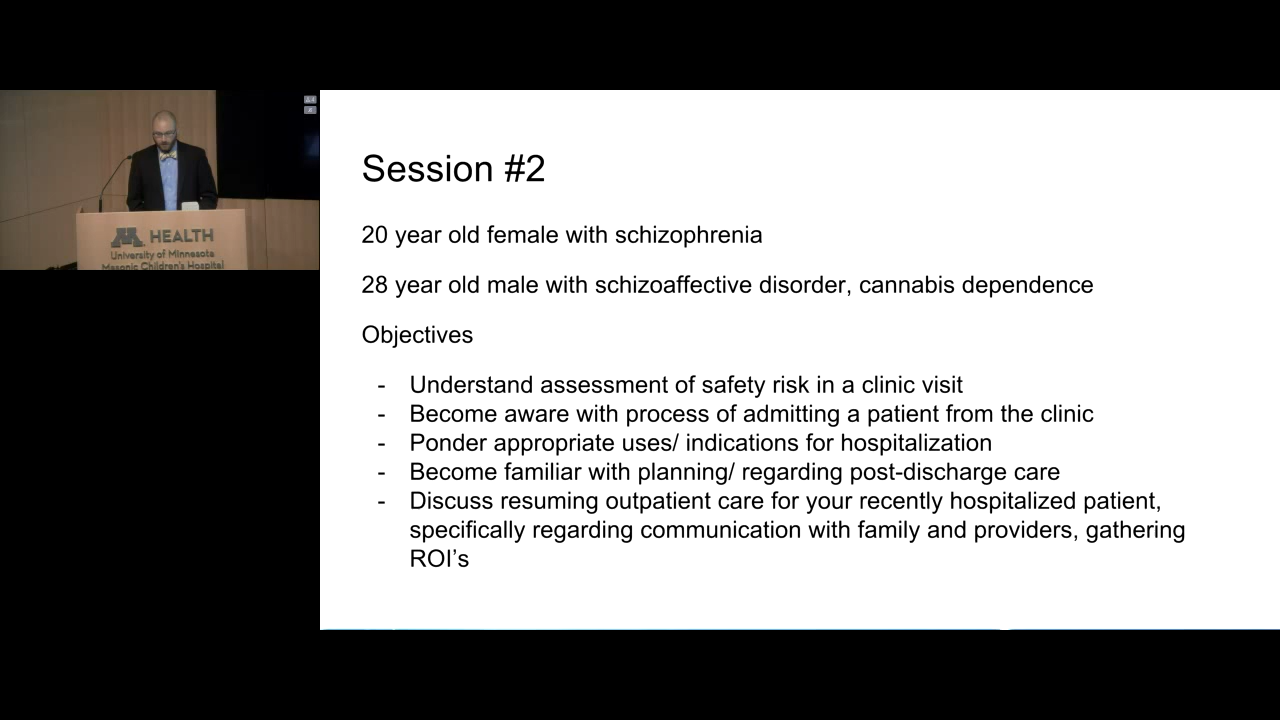 HEALTH
University of Minnesota
Masonic Children's Hospital
Session #2
20 year old female with schizophrenia
28 year old male with schizoaffective disorder, cannabis dependence
Objectives
- Understand assessment of safety risk in a clinic visit
- Become aware with process of admitting a patient from the clinic
- Ponder appropriate uses/ indications for hospitalization
- Become familiar with planning/ regarding post-discharge care
- Discuss resuming outpatient care for your recently hospitalized patient,
specifically regarding communication with family and providers, gathering
ROI’s